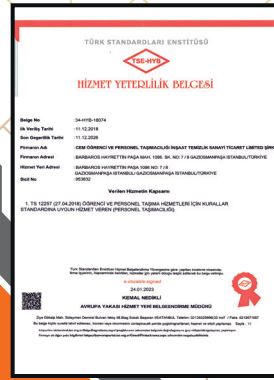 TÜRK STANDARDLARI ENSTİTÜSÜ
TSE-HYB
HİZMET YETERLİLİK BELGESİ
Belge No : 34-HYB-18074
İlk Veriliş Tarihi : 11.12.2018
Son Geçerlilik Tarihi : 11.12.2026
Firmanın Adı : CEM ÖĞRENCİ VE PERSONEL TAŞIMACILIĞI İNŞAAT TEMİZLİK SANAYİ TİCARET LİMİTED
Firmanın Adresi : BARBAROS HAYRETTİN PAŞA MAH. 1096. SK. NO: 7 / 8 GAZİOSMANPAŞA İSTANBUL/TÜRKİYE
Hizmet Yeri Adresi : BARBAROS HAYRETTİN PAŞA 1096 NO: 7 / 8
GAZİOSMANPAŞA İSTANBUL/ GAZİOSMANPAŞA İSTANBUL/TÜRKİYE
Sicil No : 953632
Verilen Hizmetin Kapsamı
1. TS 12257 (27.04.2018) ÖĞRENCİ VE PERSONEL TAŞIMA HİZMETLERİ İÇİN KURALLAR
STANDARDINA UYGUN HİZMET VEREN (PERSONEL TAŞIMACILIĞI)
24.01.2023
KEMAL NEDİRLİ
AVRUPA YAKASI HİZMET YERİ BELGELENDİRME MÜDÜRÜ